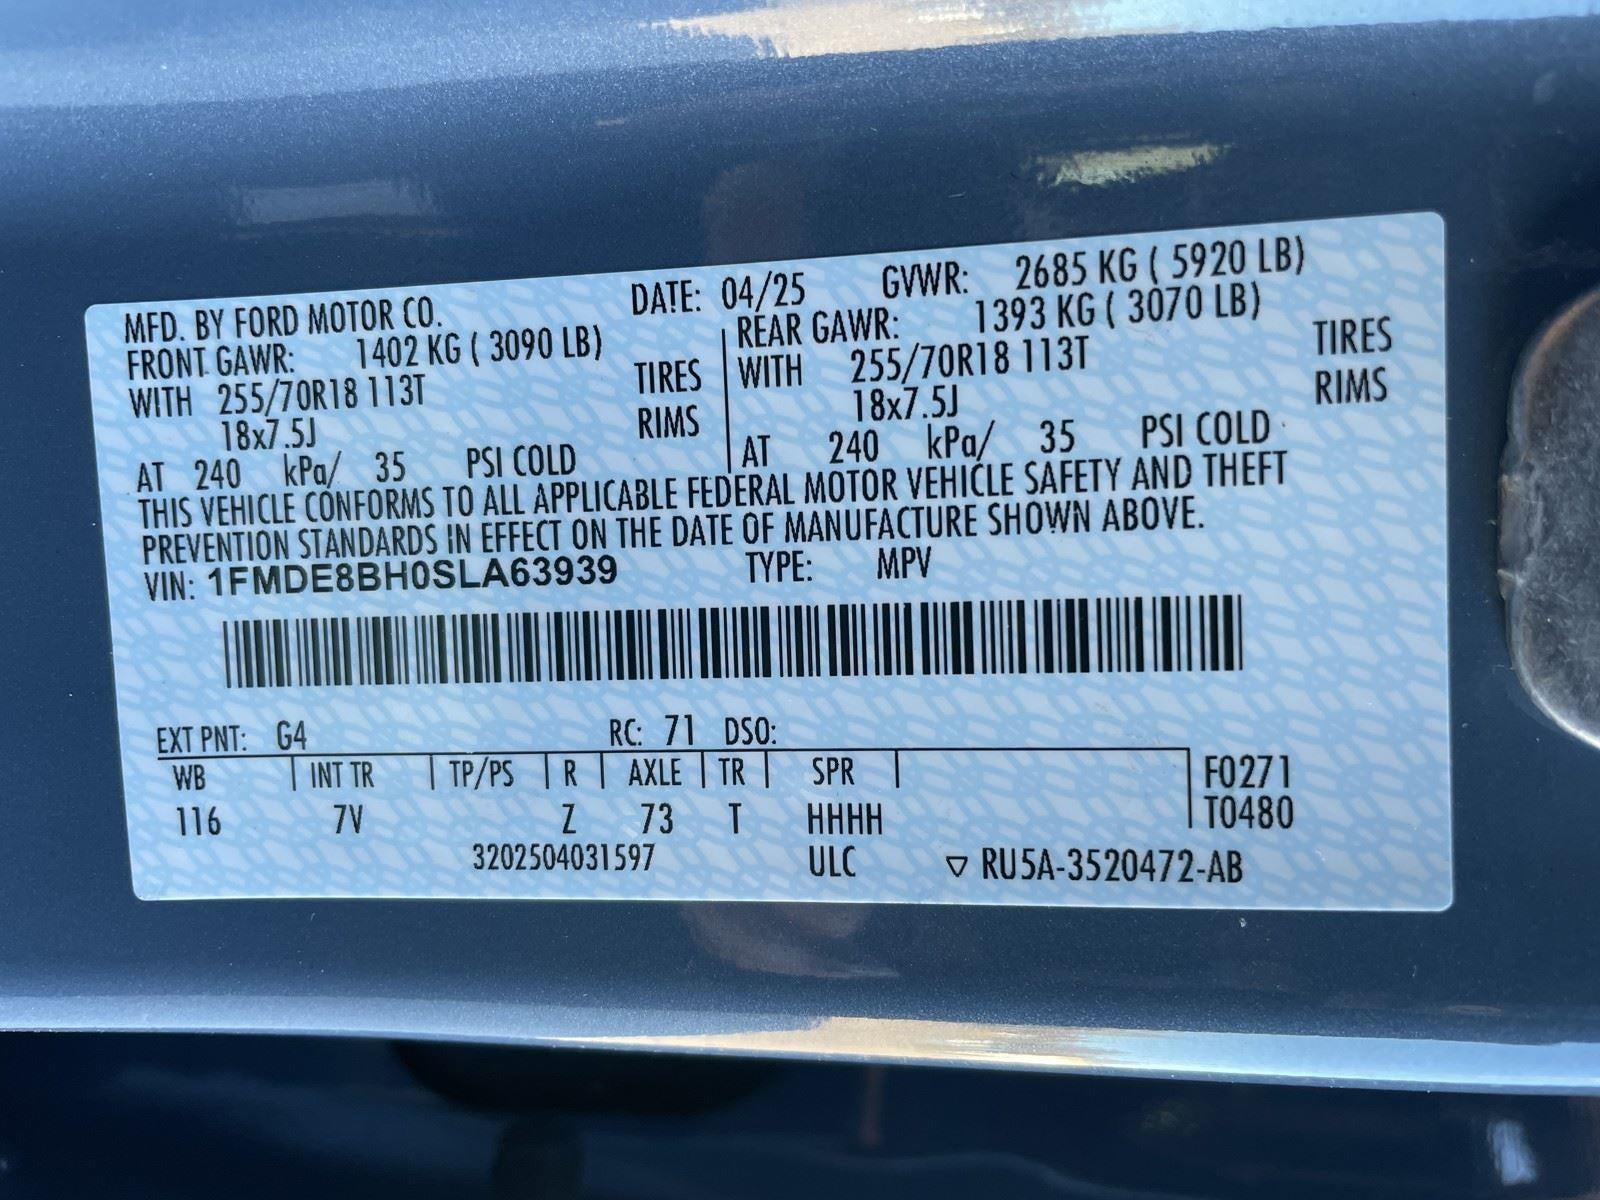 MFD. BY FORD MOTOR CO. DATE: 04/25 GVWR: 2685 KG ( 5920 LB)
FRONT GAWR: 1402 KG ( 3090 LB) REAR GAWR: 1393 KG ( 3070 LB)
WITH 255/70R18 113T TIRES WITH 255/70R18 113T TIRES
18x7.5J RIMS 18x7.5J RIMS
AT 240 kPa/ 35 PSI COLD AT 240 kPa/ 35 PSI COLD
THIS VEHICLE CONFORMS TO ALL APPLICABLE FEDERAL MOTOR VEHICLE SAFETY AND THEFT
PREVENTION STANDARDS IN EFFECT ON THE DATE OF MANUFACTURE SHOWN ABOVE.
VIN: 1FMDE8BH0SLA63939 TYPE: MPV
EXT PNT: G4 RC: 71 DSO:
WB INT TR TP/PS R AXLE TR SPR F0271
116 7V Z 73 T HHHH T0480
3202504031597 ULC ▽ RU5A-3520472-AB